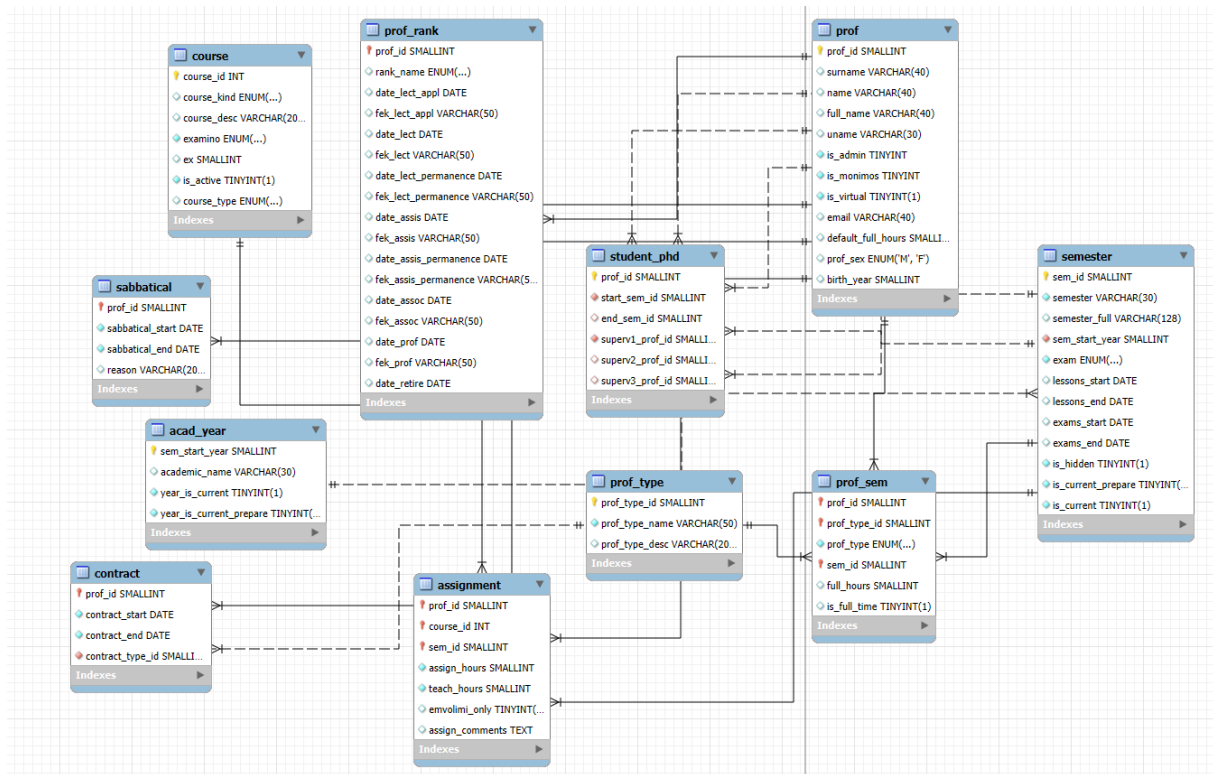 course
course_id INT
course_kind ENUM(...)
course_desc VARCHAR(20...
examino ENUM(...)
ex SMALLINT
is_active TINYINT(1)
course_type ENUM(...)
Indexes
prof_rank
prof_id SMALLINT
rank_name ENUM(...)
date_lect_appl DATE
fek_lect_appl VARCHAR(50)
date_lect DATE
fek_lect VARCHAR(50)
date_lect_permanence DATE
fek_lect_permanence VARCHAR(50)
date_assis DATE
fek_assis VARCHAR(50)
date_assis_permanence DATE
fek_assis_permanence VARCHAR(5...
date_assoc DATE
fek_assoc VARCHAR(50)
date_prof DATE
fek_prof VARCHAR(50)
date_retire DATE
Indexes
prof
prof_id SMALLINT
surname VARCHAR(40)
name VARCHAR(40)
full_name VARCHAR(40)
uname VARCHAR(30)
is_admin TINYINT
is_monimos TINYINT
is_virtual TINYINT(1)
email VARCHAR(40)
default_full_hours SMALLI...
prof_sex ENUM('M', 'F')
birth_year SMALLINT
Indexes
student_phd
prof_id SMALLINT
start_sem_id SMALLINT
end_sem_id SMALLINT
superv1_prof_id SMALLI...
superv2_prof_id SMALLI...
superv3_prof_id SMALLI...
Indexes
semester
sem_id SMALLINT
semester VARCHAR(30)
semester_full VARCHAR(128)
sem_start_year SMALLINT
exam ENUM(...)
lessons_start DATE
lessons_end DATE
exams_start DATE
exams_end DATE
is_hidden TINYINT(1)
is_current_prepare TINYINT(...
is_current TINYINT(1)
Indexes
sabbatical
prof_id SMALLINT
sabbatical_start DATE
sabbatical_end DATE
reason VARCHAR(20...
Indexes
acad_year
sem_start_year SMALLINT
academic_name VARCHAR(30)
year_is_current TINYINT(1)
year_is_current_prepare TINYINT(...
Indexes
prof_type
prof_type_id SMALLINT
prof_type_name VARCHAR(50)
prof_type_desc VARCHAR(20...
Indexes
prof_sem
prof_id SMALLINT
prof_type_id SMALLINT
prof_type ENUM(...)
sem_id SMALLINT
full_hours SMALLINT
is_full_time TINYINT(1)
Indexes
contract
prof_id SMALLINT
contract_start DATE
contract_end DATE
contract_type_id SMALLI...
Indexes
assignment
prof_id SMALLINT
course_id INT
sem_id SMALLINT
assign_hours SMALLINT
teach_hours SMALLINT
emvolimi_only TINYINT(...
assign_comments TEXT
Indexes